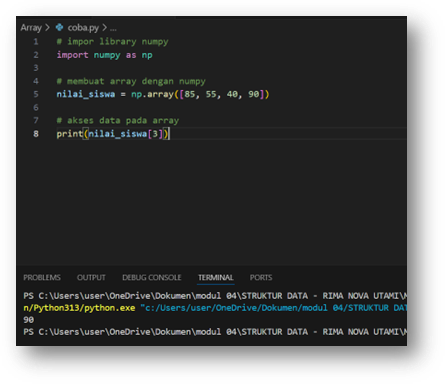 Array > coba.py > ...
1 # impor library numpy
2 import numpy as np
3
4 # membuat array dengan numpy
5 nilai_siswa = np.array([85, 55, 40, 90])
6
7 # akses data pada array
8 print(nilai_siswa[3])
PROBLEMS OUTPUT DEBUG CONSOLE TERMINAL PORTS
PS C:\Users\user\OneDrive\Dokumen\modul 04\STRUKTUR DATA - RIMA NOVA UTAMI\M
n/Python313/python.exe "c:/Users/user/OneDrive/Dokumen/modul 04/STRUKTUR DAT
90
PS C:\Users\user\OneDrive\Dokumen\modul 04\STRUKTUR DATA - RIMA NOVA UTAMI\M